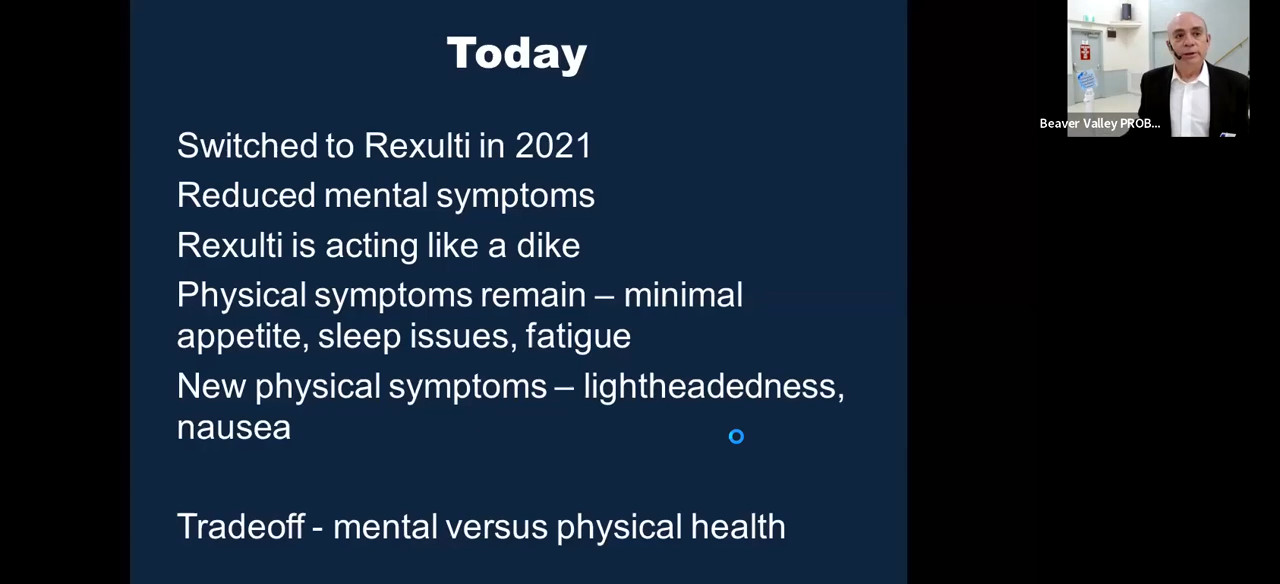 Today
Switched to Rexulti in 2021
Reduced mental symptoms
Rexulti is acting like a dike
Physical symptoms remain – minimal
appetite, sleep issues, fatigue
New physical symptoms – lightheadedness,
nausea
Tradeoff - mental versus physical health
Beaver Valley PROB...